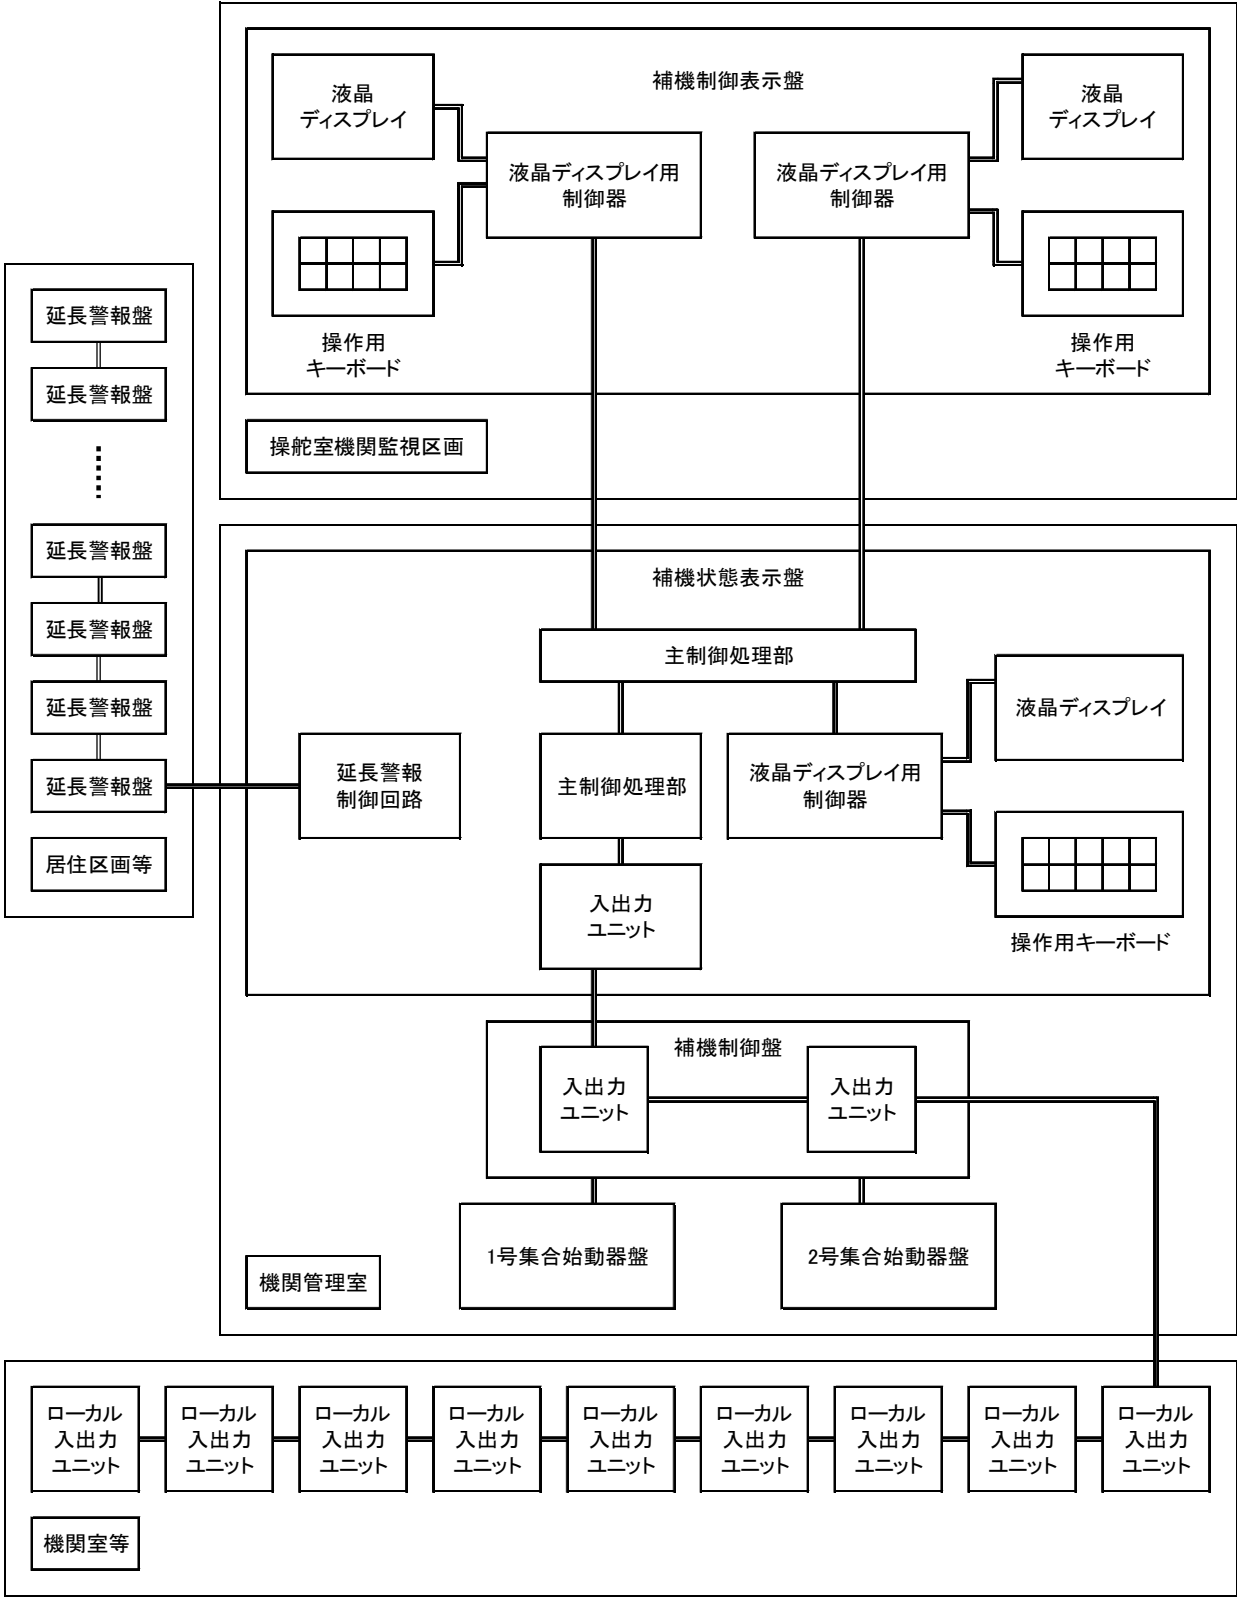 補機制御表示盤
液晶
ディスプレイ
液晶ディスプレイ用
制御器
液晶ディスプレイ用
制御器
液晶
ディスプレイ
操作用
キーボード
操作用
キーボード
操舵室機関監視区画
延長警報盤
延長警報盤
延長警報盤
延長警報盤
延長警報盤
延長警報盤
居住区画等
補機状態表示盤
主制御処理部
延長警報
制御回路
主制御処理部
液晶ディスプレイ用
制御器
液晶ディスプレイ
入出力
ユニット
操作用キーボード
補機制御盤
入出力
ユニット
入出力
ユニット
1号集合始動器盤
2号集合始動器盤
機関管理室
ローカル
入出力
ユニット
ローカル
入出力
ユニット
ローカル
入出力
ユニット
ローカル
入出力
ユニット
ローカル
入出力
ユニット
ローカル
入出力
ユニット
ローカル
入出力
ユニット
ローカル
入出力
ユニット
ローカル
入出力
ユニット
機関室等